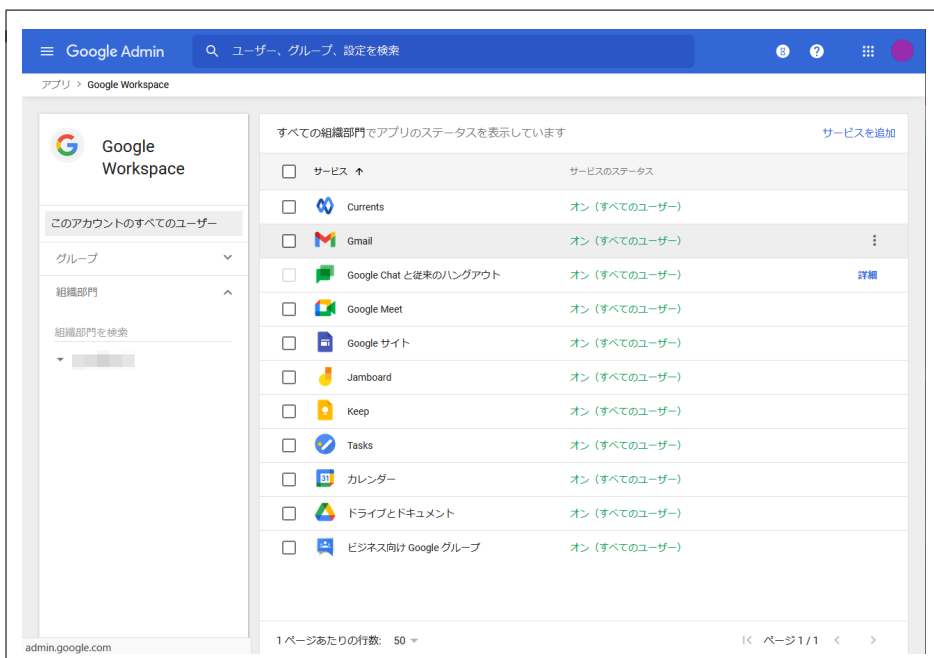 Google Admin
ユーザー、グループ、設定を検索
8
?
アプリ > Google Workspace
Google
Workspace
このアカウントのすべてのユーザー
グループ
組織部門
組織部門を検索
すべての組織部門でアプリのステータスを表示しています
サービスを追加
サービス ↑ サービスのステータス
Currents オン（すべてのユーザー）
Gmail オン（すべてのユーザー）
Google Chat と従来のハングアウト オン（すべてのユーザー） 詳細
Google Meet オン（すべてのユーザー）
Google サイト オン（すべてのユーザー）
Jamboard オン（すべてのユーザー）
Keep オン（すべてのユーザー）
Tasks オン（すべてのユーザー）
31 カレンダー オン（すべてのユーザー）
ドライブとドキュメント オン（すべてのユーザー）
ビジネス向け Google グループ オン（すべてのユーザー）
1 ページあたりの行数: 50
ページ 1 / 1
admin.google.com